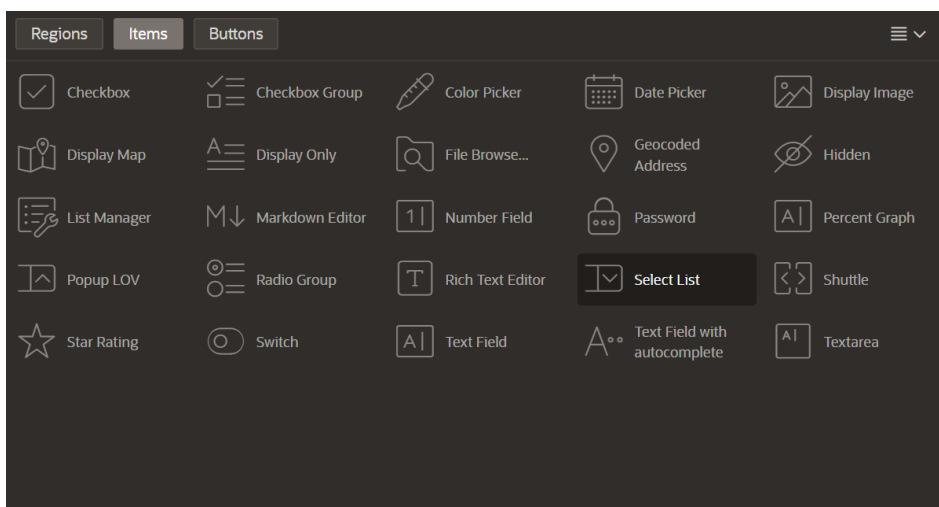 Regions Items Buttons
Checkbox Checkbox Group Color Picker Date Picker Display Image
Display Map Display Only File Browse... Geocoded Address Hidden
List Manager Markdown Editor Number Field Password Percent Graph
Popup LOV Radio Group Rich Text Editor Select List Shuttle
Star Rating Switch Text Field Text Field with autocomplete Textarea